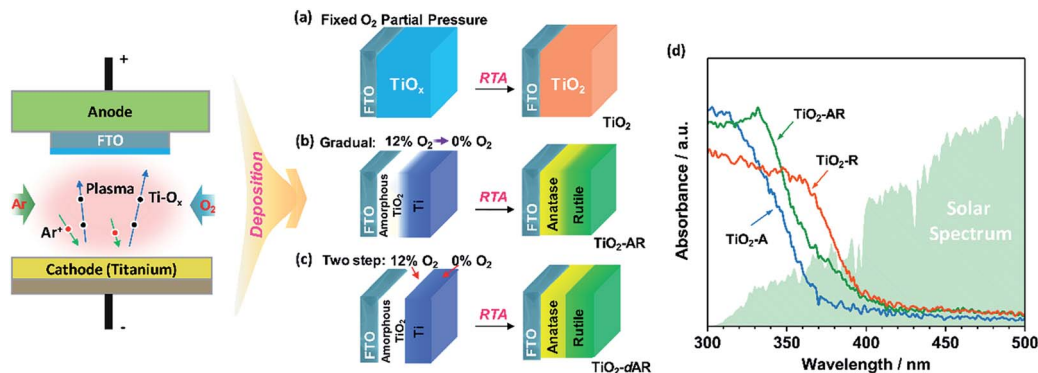 +
Anode
FTO
Plasma
Ti-Oₓ
Ar
O₂
Ar⁺
Cathode (Titanium)
-
Deposition
(a) Fixed O₂ Partial Pressure
FTO
TiOₓ
RTA
FTO
TiO₂
TiO₂
(b) Gradual: 12% O₂ → 0% O₂
FTO
Amorphous
TiO₂
Ti
RTA
FTO
Anatase
Rutile
TiO₂-AR
(c) Two step: 12% O₂ 0% O₂
FTO
Amorphous
TiO₂
Ti
RTA
FTO
Anatase
Rutile
TiO₂-dAR
(d)
Absorbance / a.u.
TiO₂-AR
TiO₂-R
TiO₂-A
Solar
Spectrum
300 350 400 450 500
Wavelength / nm